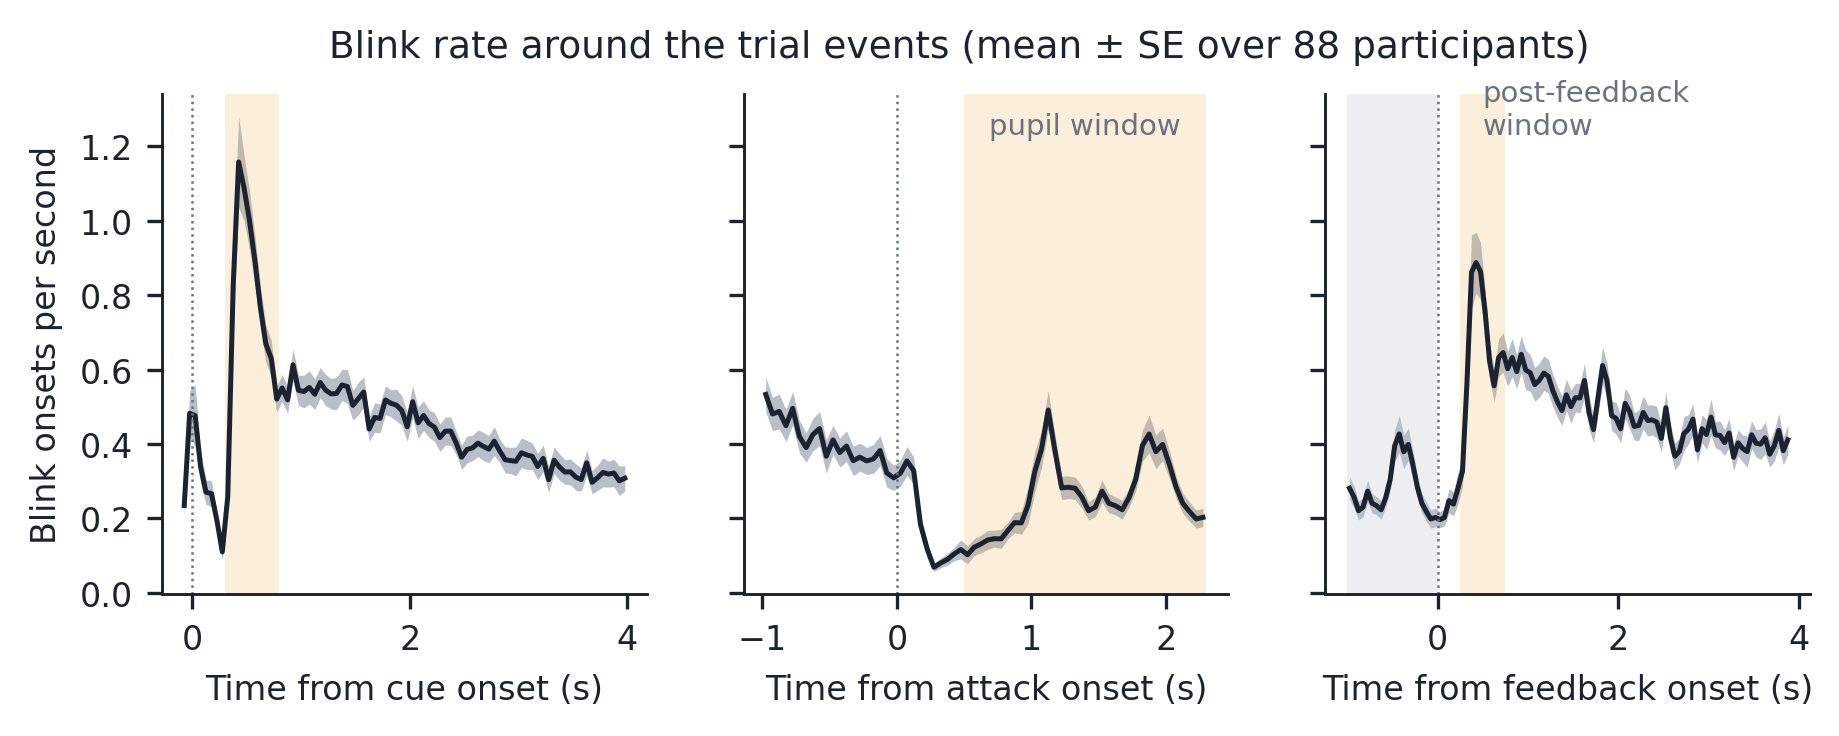 Blink rate around the trial events (mean ± SE over 88 participants)
Blink onsets per second
1.2
1.0
0.8
0.6
0.4
0.2
0.0
0 2 4
Time from cue onset (s)
pupil window
−1 0 1 2
Time from attack onset (s)
post-feedback
window
0 2 4
Time from feedback onset (s)